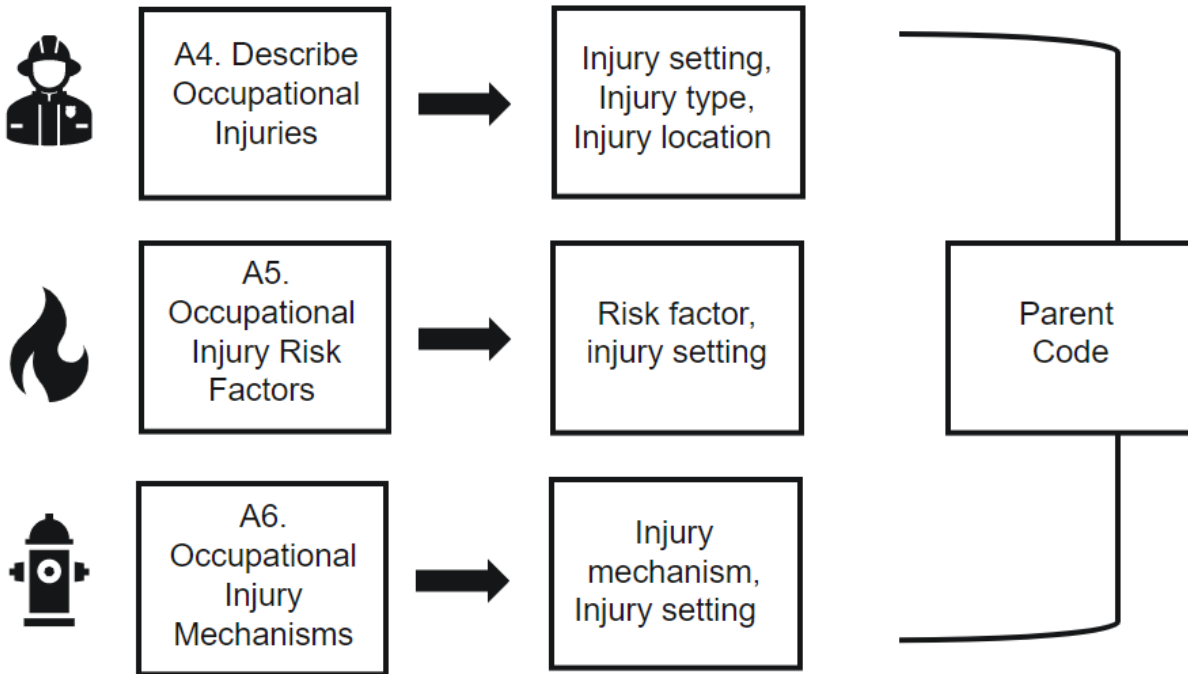 A4. Describe
Occupational
Injuries
Injury setting,
Injury type,
Injury location
A5.
Occupational
Injury Risk
Factors
Risk factor,
injury setting
Parent
Code
A6.
Occupational
Injury
Mechanisms
Injury
mechanism,
Injury setting